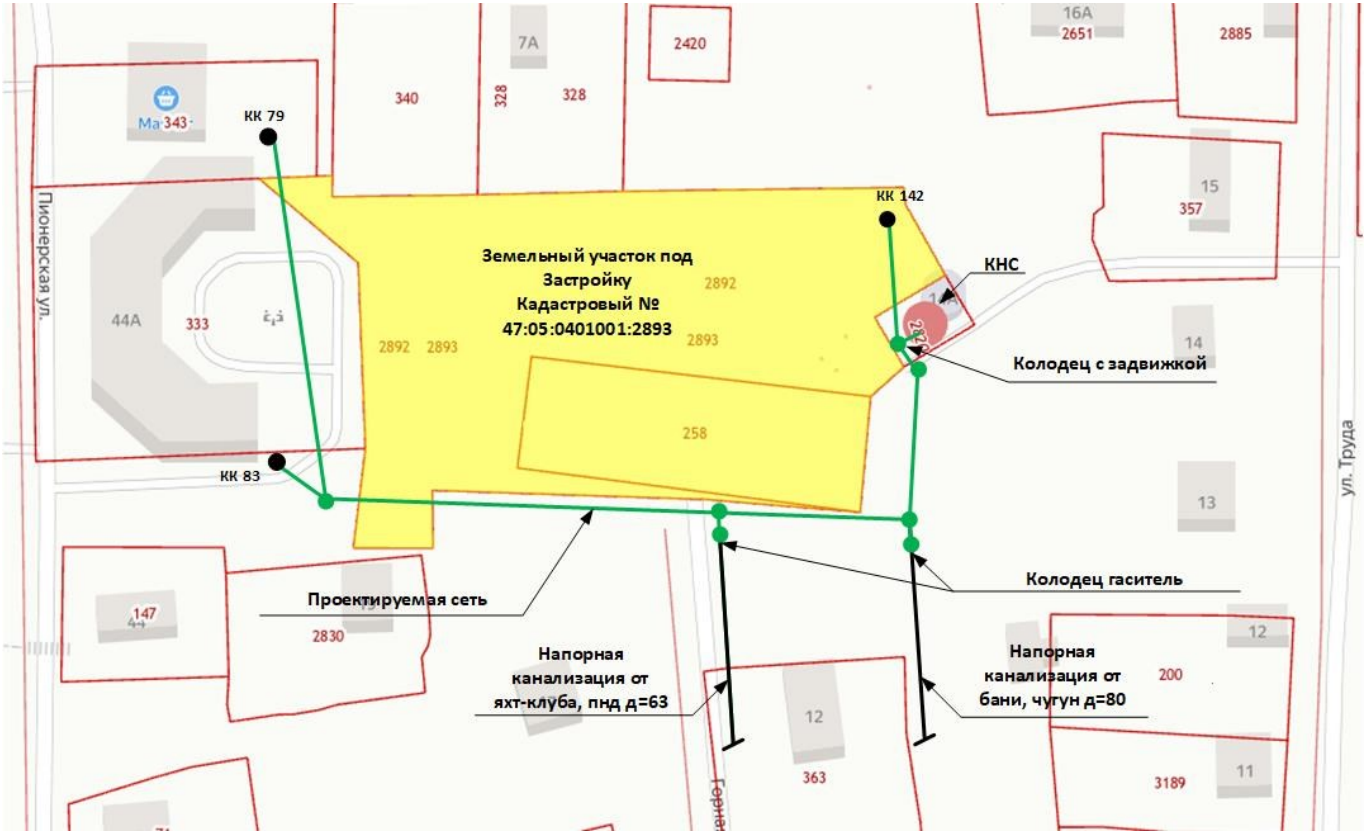 16А
2651
2885
7А
2420
340
328
328
КК 79
343
15
357
Пионерская ул.
КК 142
Земельный участок под
Застройку
Кадастровый №
47:05:0401001:2893
2892
КНС
44А
333
2892 2893
2893
14
Колодец с задвижкой
258
ул. Труда
КК 83
13
Колодец гаситель
Проектируемая сеть
147
44
2830
12
200
Напорная
канализация от
яхт-клуба, пнд д=63
Напорная
канализация от
бани, чугун д=80
12
363
11
3189